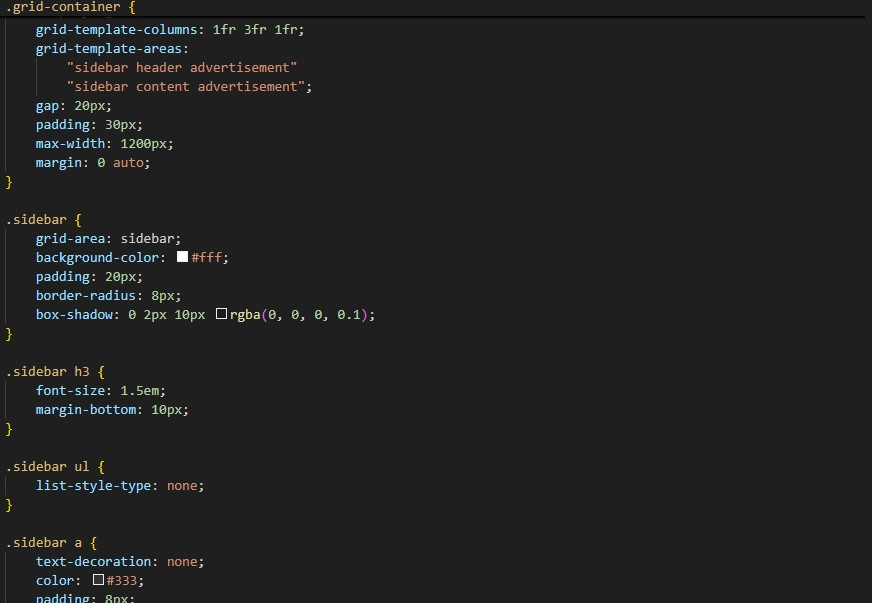 .grid-container {
    grid-template-columns: 1fr 3fr 1fr;
    grid-template-areas:
        "sidebar header advertisement"
        "sidebar content advertisement";
    gap: 20px;
    padding: 30px;
    max-width: 1200px;
    margin: 0 auto;
}

.sidebar {
    grid-area: sidebar;
    background-color: #fff;
    padding: 20px;
    border-radius: 8px;
    box-shadow: 0 2px 10px rgba(0, 0, 0, 0.1);
}

.sidebar h3 {
    font-size: 1.5em;
    margin-bottom: 10px;
}

.sidebar ul {
    list-style-type: none;
}

.sidebar a {
    text-decoration: none;
    color: #333;
    padding: 8px;